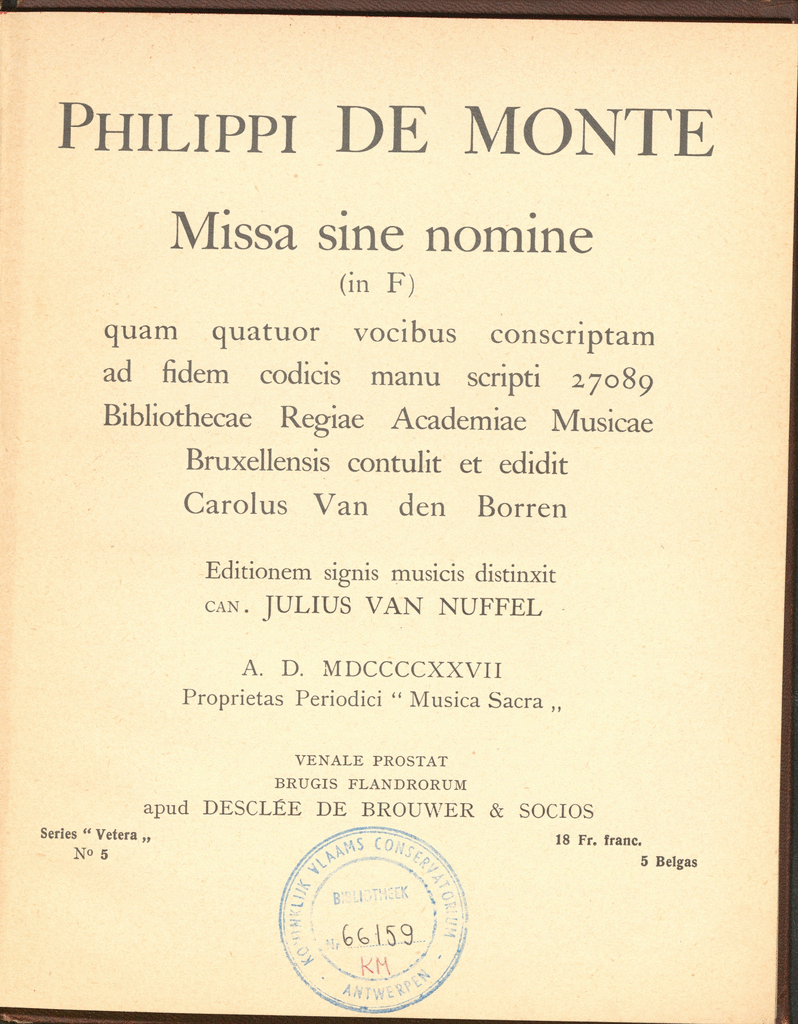 PHILIPPI DE MONTE
Missa sine nomine
(in F)
quam quatuor vocibus conscriptam
ad fidem codicis manu scripti 27089
Bibliothecae Regiae Academiae Musicae
Bruxellensis contulit et edidit
Carolus Van den Borren
Editionem signis musicis distinxit
CAN. JULIUS VAN NUFFEL
A. D. MDCCCCXXVII
Proprietas Periodici “ Musica Sacra „
VENALE PROSTAT
BRUGIS FLANDRORUM
apud DESCLÉE DE BROUWER & SOCIOS
Series “ Vetera „
No 5
18 Fr. franc.
5 Belgas
KONINKLIJK VLAAMS CONSERVATORIUM
BIBLIOTHEEK
Nr 66159
KM
- ANTWERPEN -